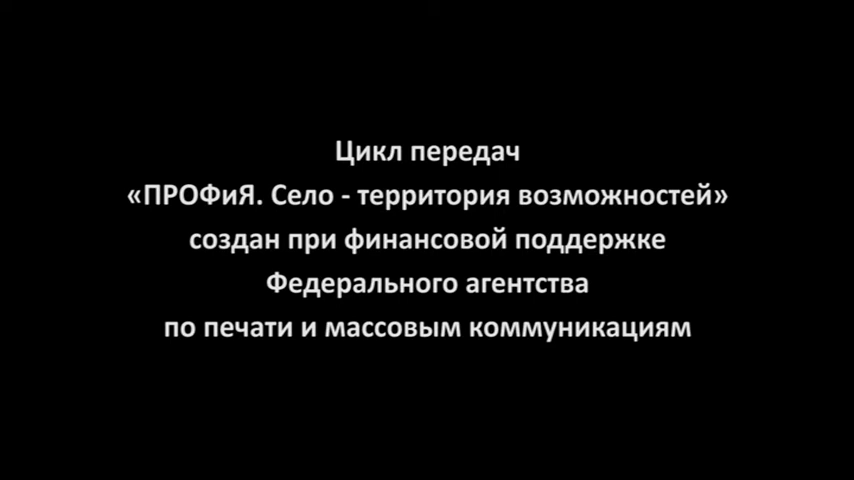 Цикл передач
«ПРОФиЯ. Село - территория возможностей»
создан при финансовой поддержке
Федерального агентства
по печати и массовым коммуникациям